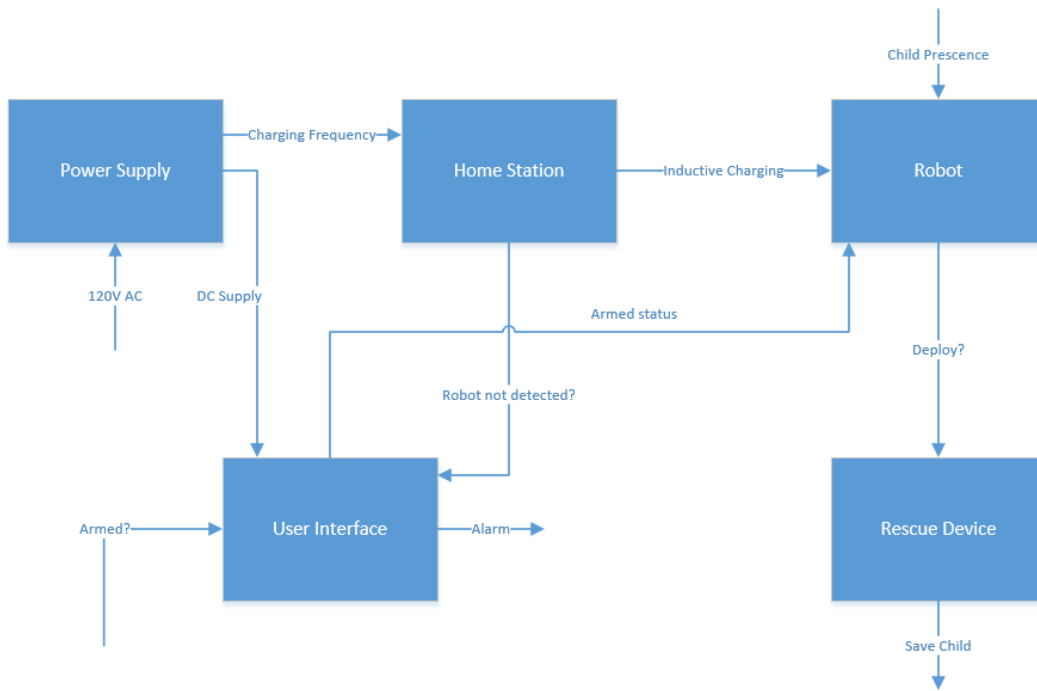 Child Prescence
Power Supply
Charging Frequency
Home Station
Inductive Charging
Robot
120V AC
DC Supply
Armed status
Deploy?
Robot not detected?
Armed?
User Interface
Alarm
Rescue Device
Save Child